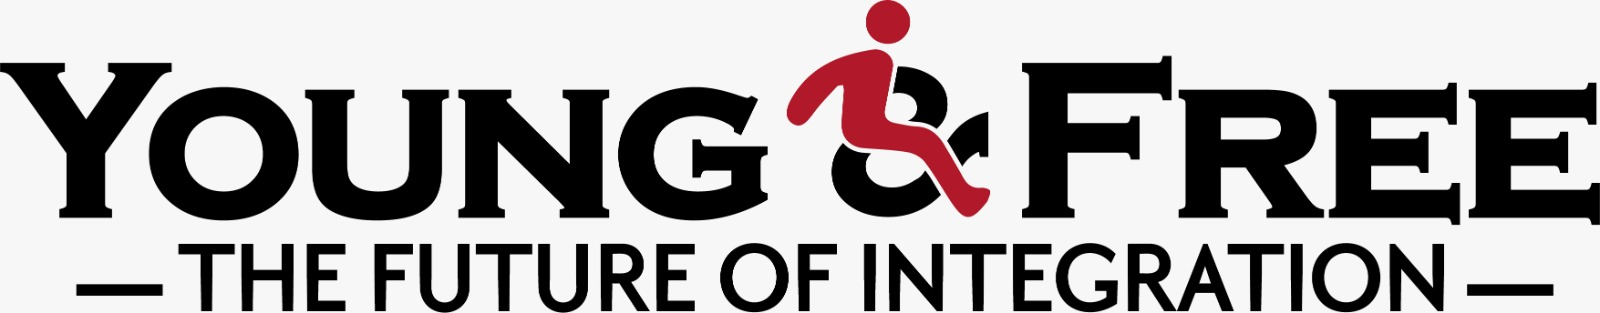 YOUNG & FREE
— THE FUTURE OF INTEGRATION —